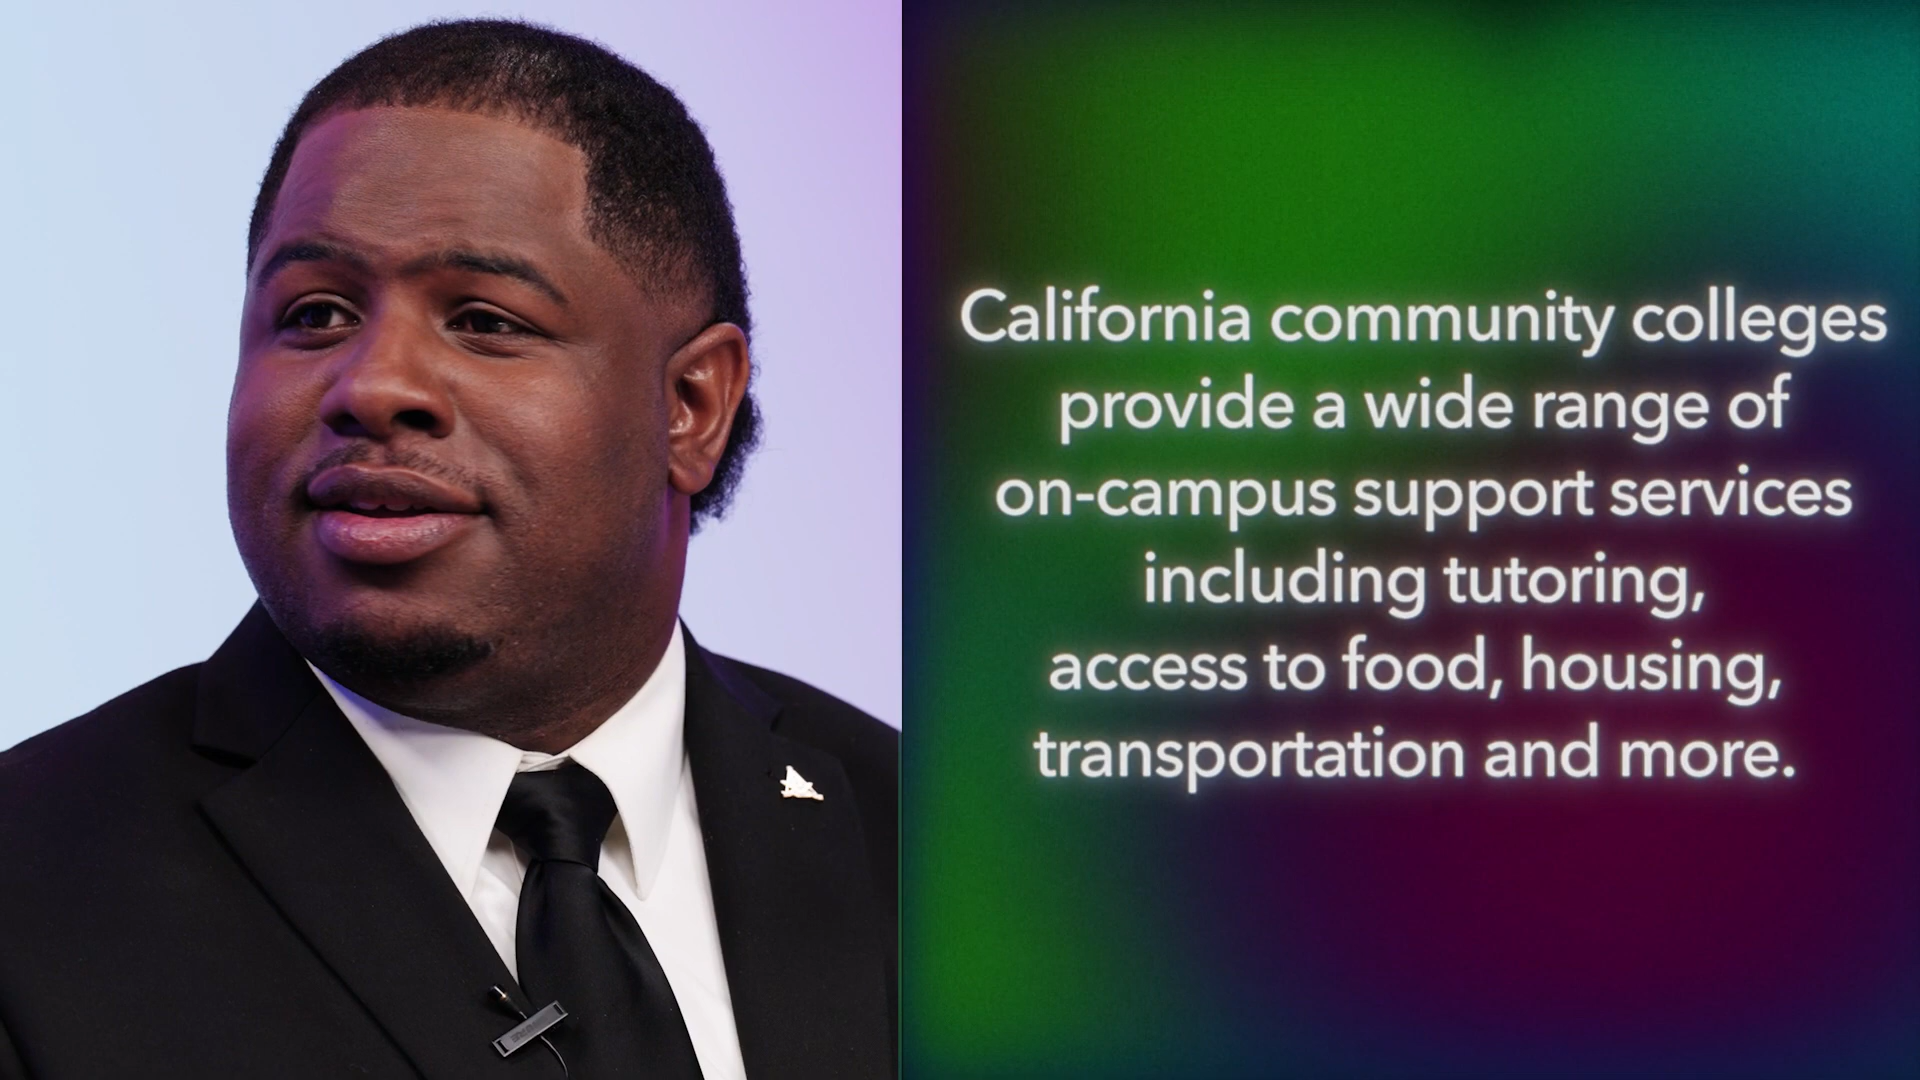 California community colleges
provide a wide range of
on-campus support services
including tutoring,
access to food, housing,
transportation and more.